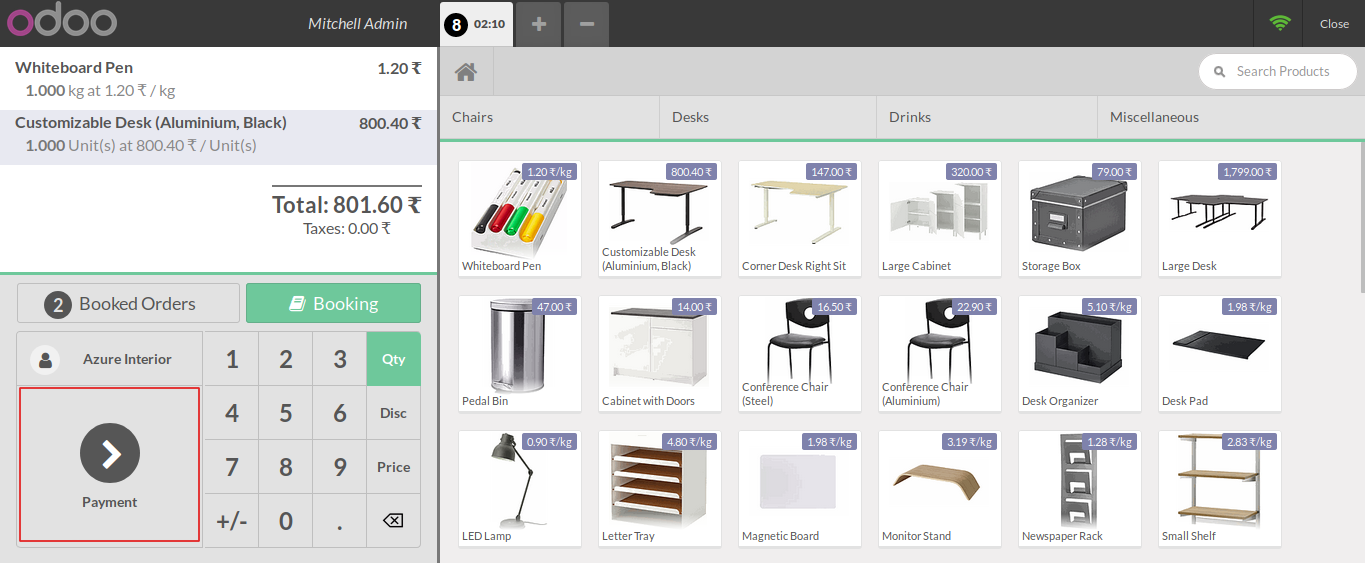 odoo
Mitchell Admin
8 02:10
Close
Whiteboard Pen 1.20 ₹
1.000 kg at 1.20 ₹ / kg
Customizable Desk (Aluminium, Black) 800.40 ₹
1.000 Unit(s) at 800.40 ₹ / Unit(s)
Total: 801.60 ₹
Taxes: 0.00 ₹
2 Booked Orders
Booking
Azure Interior
Payment
1 2 3 Qty
4 5 6 Disc
7 8 9 Price
+/- 0 .
Search Products
Chairs Desks Drinks Miscellaneous
1.20 ₹/kg
Whiteboard Pen
800.40 ₹
Customizable Desk
(Aluminium, Black)
147.00 ₹
Corner Desk Right Sit
320.00 ₹
Large Cabinet
79.00 ₹
Storage Box
1,799.00 ₹
Large Desk
47.00 ₹
Pedal Bin
14.00 ₹
Cabinet with Doors
16.50 ₹
Conference Chair
(Steel)
22.90 ₹
Conference Chair
(Aluminium)
5.10 ₹/kg
Desk Organizer
1.98 ₹/kg
Desk Pad
0.90 ₹/kg
LED Lamp
4.80 ₹/kg
Letter Tray
1.98 ₹/kg
Magnetic Board
3.19 ₹/kg
Monitor Stand
1.28 ₹/kg
Newspaper Rack
2.83 ₹/kg
Small Shelf